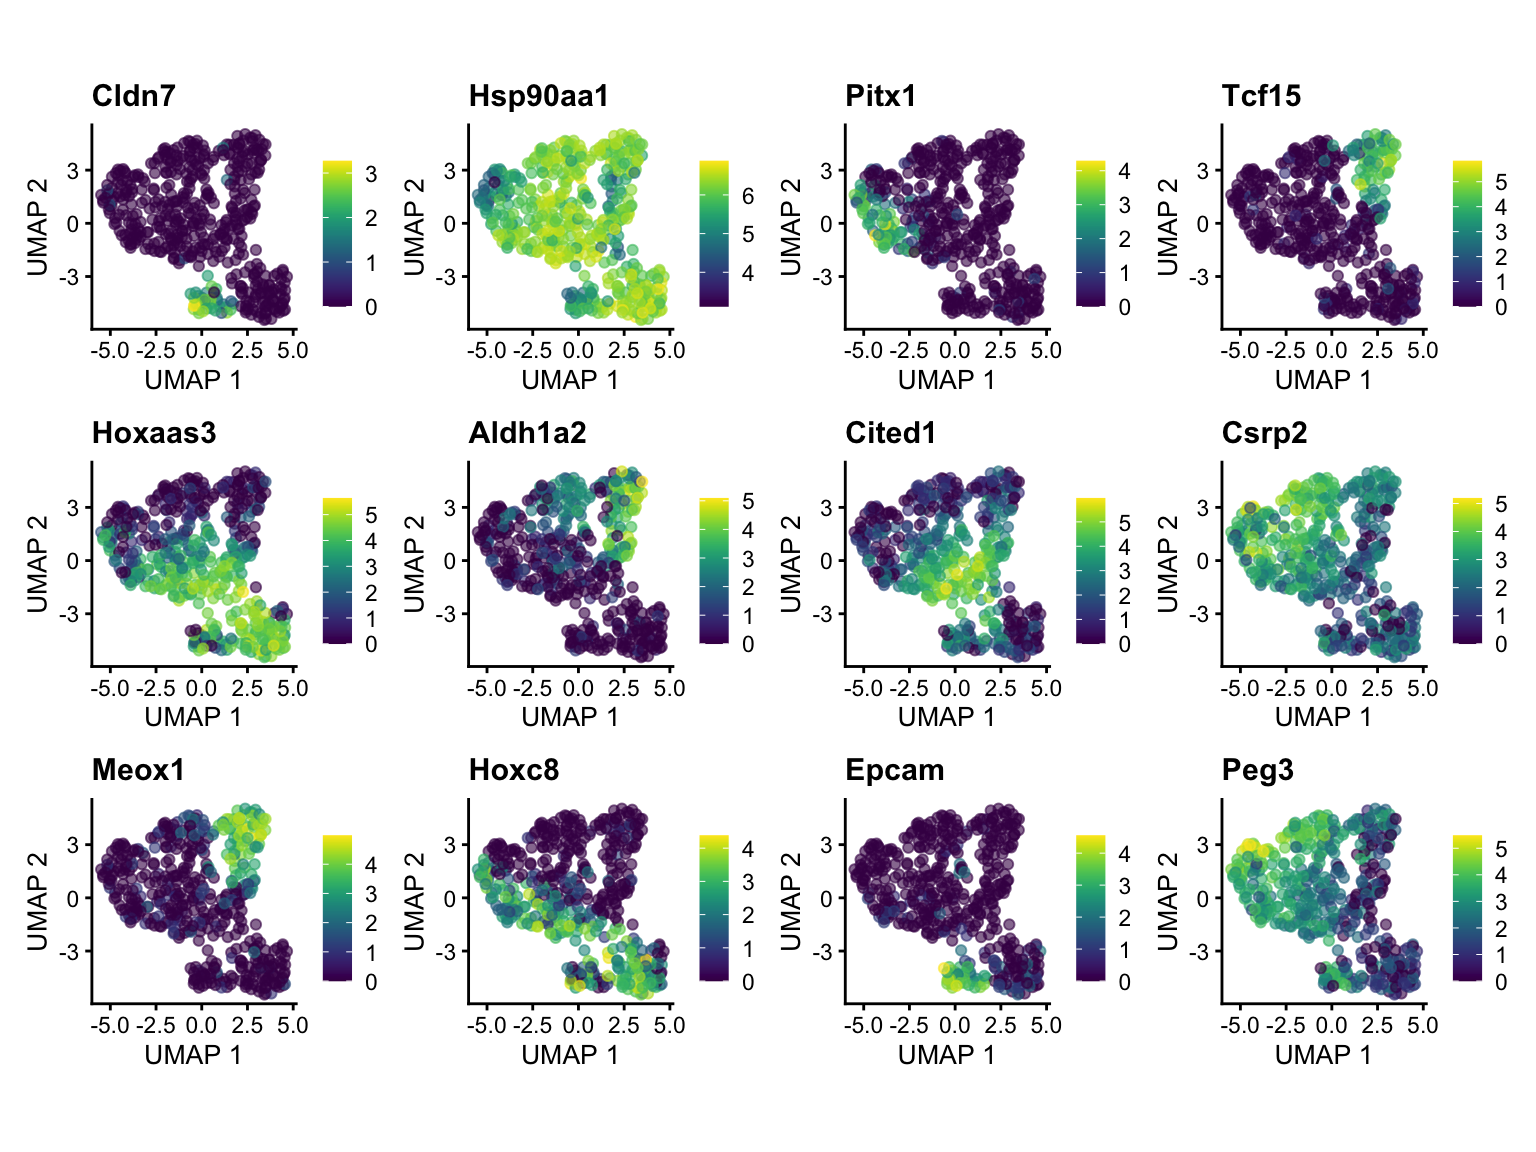 Cldn7 Hsp90aa1 Pitx1 Tcf15
UMAP 2 3 0 -3 3 2 1 0 UMAP 2 3 0 -3 6 5 4 UMAP 2 3 0 -3 4 3 2 1 0 UMAP 2 3 0 -3 5 4 3 2 1 0
-5.0 -2.5 0.0 2.5 5.0 -5.0 -2.5 0.0 2.5 5.0 -5.0 -2.5 0.0 2.5 5.0 -5.0 -2.5 0.0 2.5 5.0
UMAP 1 UMAP 1 UMAP 1 UMAP 1
Hoxaas3 Aldh1a2 Cited1 Csrp2
UMAP 2 3 0 -3 5 4 3 2 1 0 UMAP 2 3 0 -3 5 4 3 2 1 0 UMAP 2 3 0 -3 5 4 3 2 1 0 UMAP 2 3 0 -3 5 4 3 2 1 0
-5.0 -2.5 0.0 2.5 5.0 -5.0 -2.5 0.0 2.5 5.0 -5.0 -2.5 0.0 2.5 5.0 -5.0 -2.5 0.0 2.5 5.0
UMAP 1 UMAP 1 UMAP 1 UMAP 1
Meox1 Hoxc8 Epcam Peg3
UMAP 2 3 0 -3 4 3 2 1 0 UMAP 2 3 0 -3 4 3 2 1 0 UMAP 2 3 0 -3 4 3 2 1 0 UMAP 2 3 0 -3 5 4 3 2 1 0
-5.0 -2.5 0.0 2.5 5.0 -5.0 -2.5 0.0 2.5 5.0 -5.0 -2.5 0.0 2.5 5.0 -5.0 -2.5 0.0 2.5 5.0
UMAP 1 UMAP 1 UMAP 1 UMAP 1